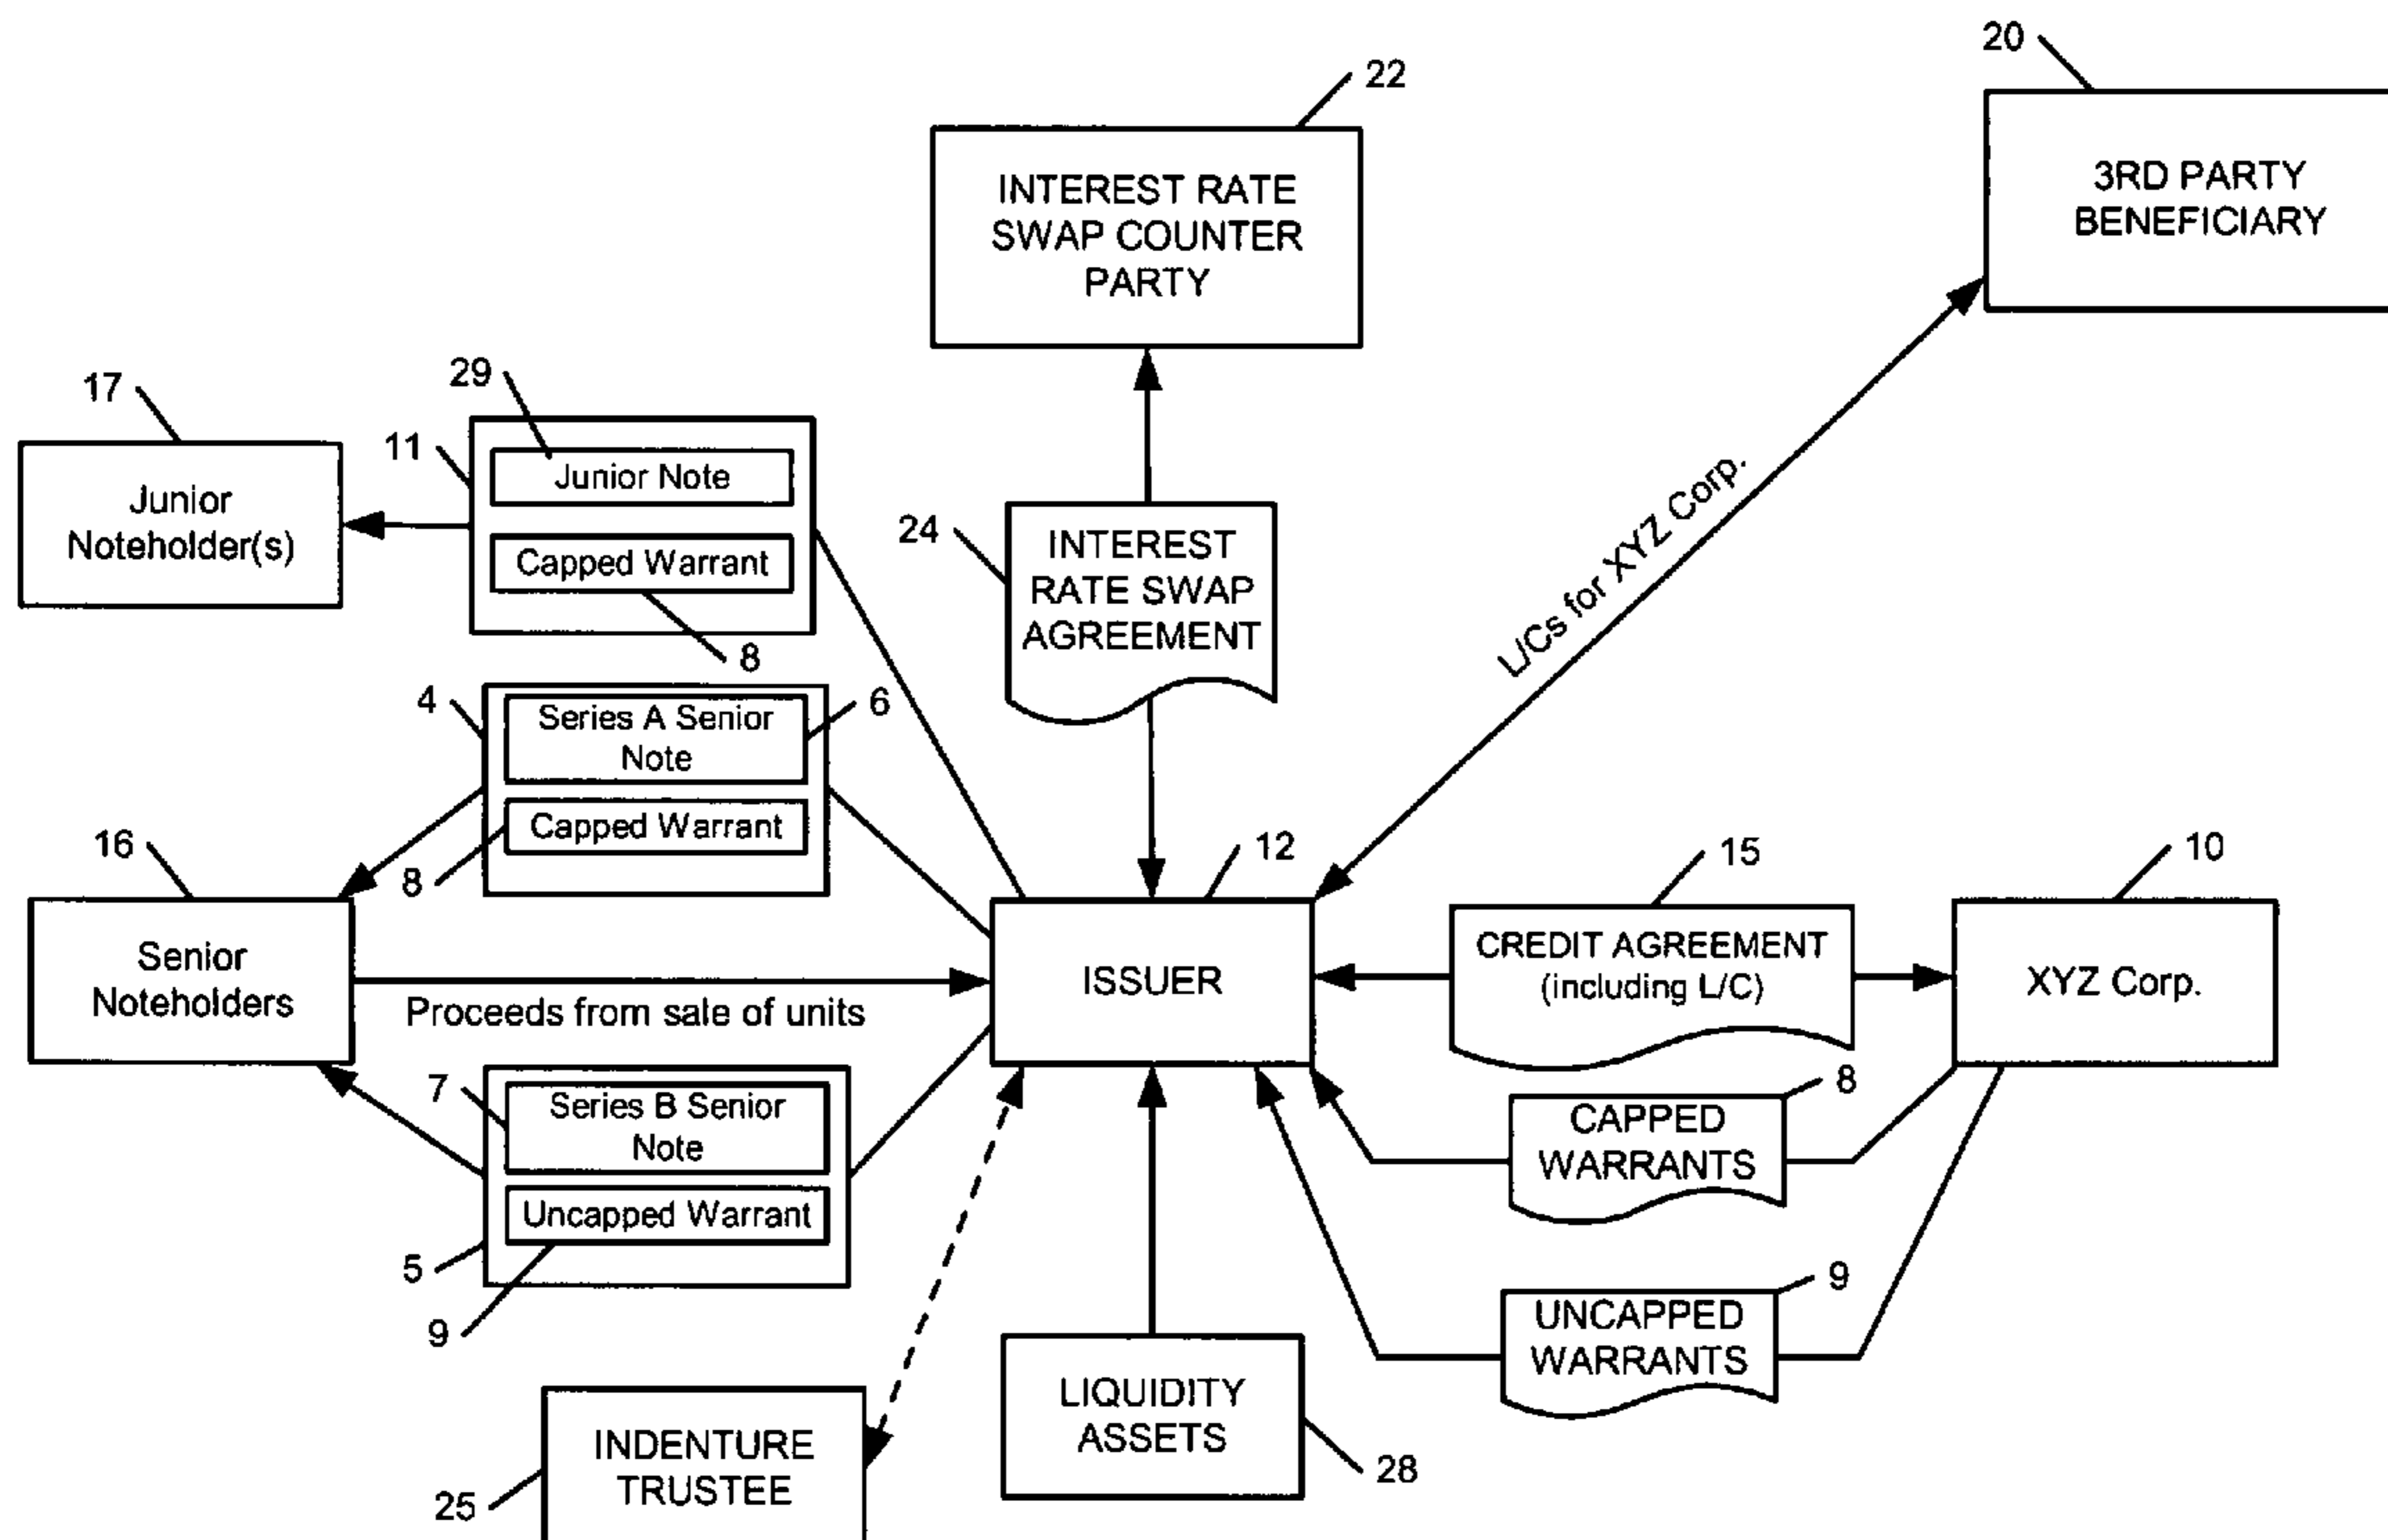 20
22
3RD PARTY
BENEFICIARY
INTEREST RATE
SWAP COUNTER
PARTY
17
29
11
Junior
Noteholder(s)
Junior Note
Capped Warrant
8
24
INTEREST
RATE SWAP
AGREEMENT
L/Cs for XYZ Corp.
4
Series A Senior
Note
6
Capped Warrant
8
16
Senior
Noteholders
Proceeds from sale of units
12
ISSUER
15
CREDIT AGREEMENT
(including L/C)
10
XYZ Corp.
7
Series B Senior
Note
Uncapped Warrant
5
9
8
CAPPED
WARRANTS
9
UNCAPPED
WARRANTS
LIQUIDITY
ASSETS
28
INDENTURE
TRUSTEE
25